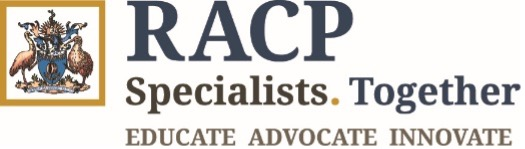 RACP
Specialists. Together
EDUCATE ADVOCATE INNOVATE